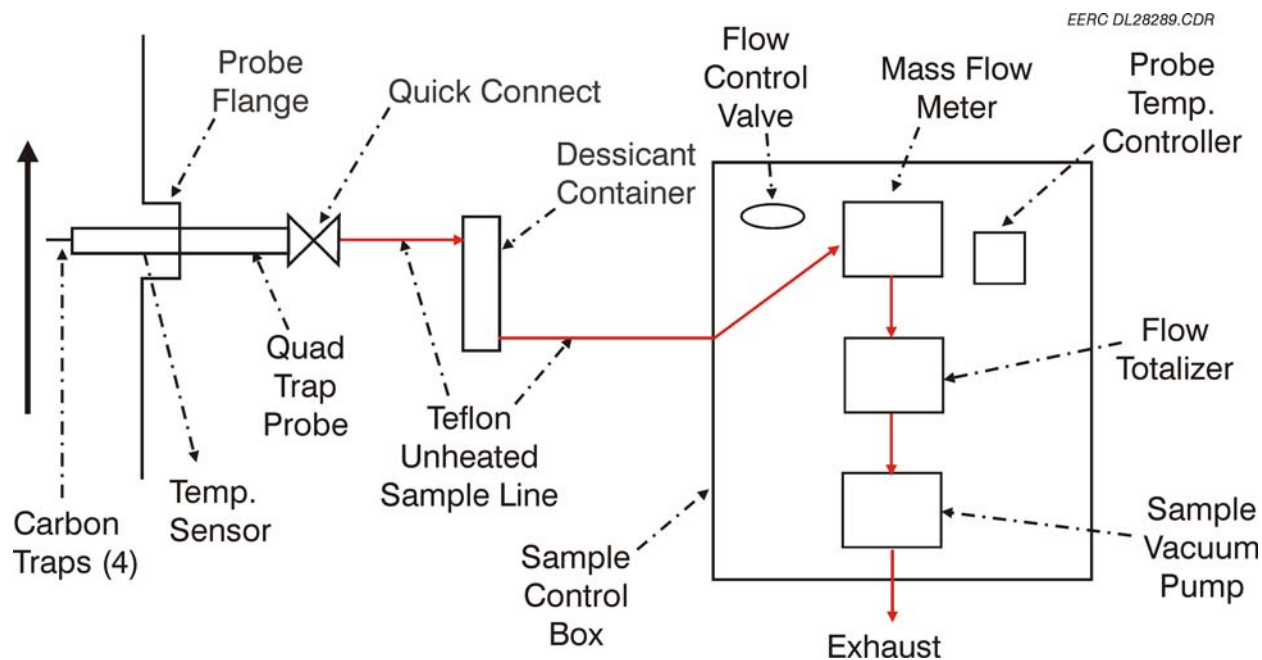 EERC DL28289.CDR
Probe
Flange
Quick Connect
Dessicant
Container
Flow
Control
Valve
Mass Flow
Meter
Probe
Temp.
Controller
Quad
Trap
Probe
Teflon
Unheated
Sample Line
Flow
Totalizer
Carbon
Traps (4)
Temp.
Sensor
Sample
Control
Box
Sample
Vacuum
Pump
Exhaust